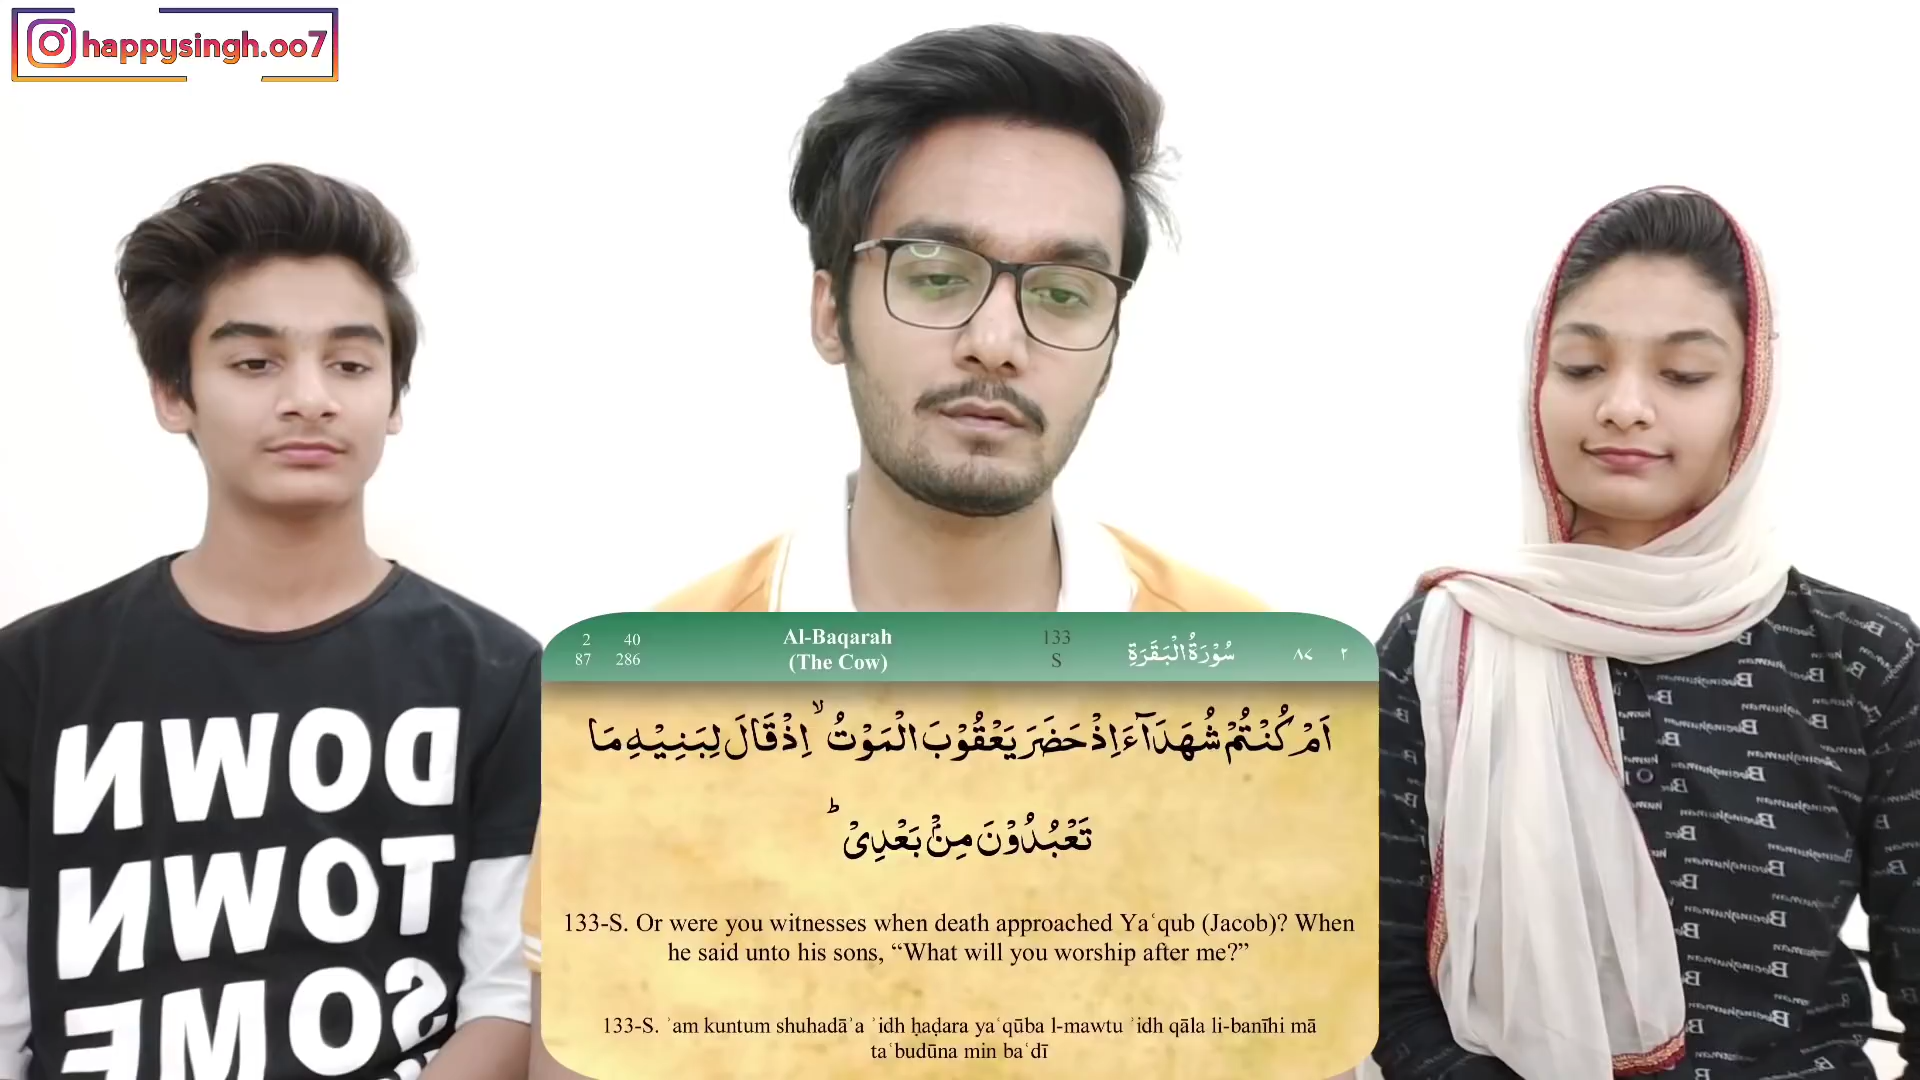 happysingh.oo7
2 40
87 286
Al-Baqarah
(The Cow)
133
S
سُوْرَةُ الْبَقَرَةِ
٢ ٨٧
اَمْ كُنْتُمْ شُهَدَآءَ اِذْ حَضَرَ يَعْقُوْبَ الْمَوْتُ ۙ اِذْ قَالَ لِبَنِيْهِ مَا
تَعْبُدُوْنَ مِنْۢ بَعْدِىْ ؕ
133-S. Or were you witnesses when death approached Yaʿqub (Jacob)? When
he said unto his sons, “What will you worship after me?”
133-S. ʾam kuntum shuhadāʾa ʾidh ḥaḍara yaʿqūba l-mawtu ʾidh qāla li-banīhi mā
taʿbudūna min baʿdī
DOWN
TOWN
SOME